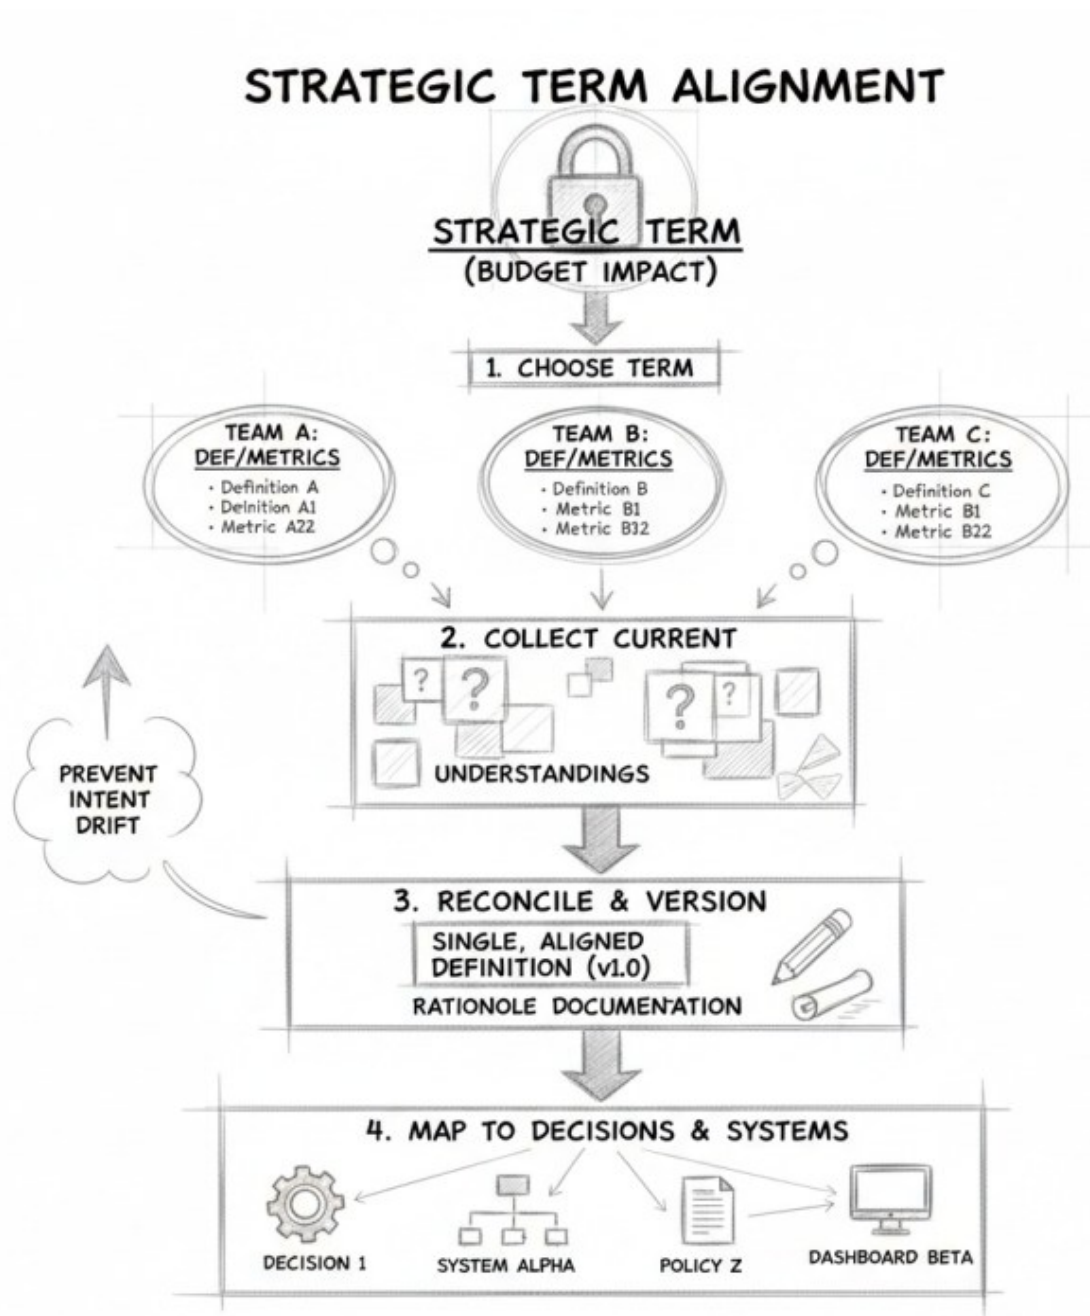 STRATEGIC TERM ALIGNMENT
STRATEGIC TERM
(BUDGET IMPACT)
1. CHOOSE TERM
TEAM A:
DEF/METRICS
• Definition A
• Delnition A1
• Metric A22
TEAM B:
DEF/METRICS
• Definition B
• Metric B1
• Metric B32
TEAM C:
DEF/METRICS
• Definition C
• Metric B1
• Metric B22
2. COLLECT CURRENT
?
?
?
?
UNDERSTANDINGS
PREVENT
INTENT
DRIFT
3. RECONCILE & VERSION
SINGLE, ALIGNED
DEFINITION (v1.0)
RATIONOLE DOCUMENTATION
4. MAP TO DECISIONS & SYSTEMS
DECISION 1
SYSTEM ALPHA
POLICY Z
DASHBOARD BETA